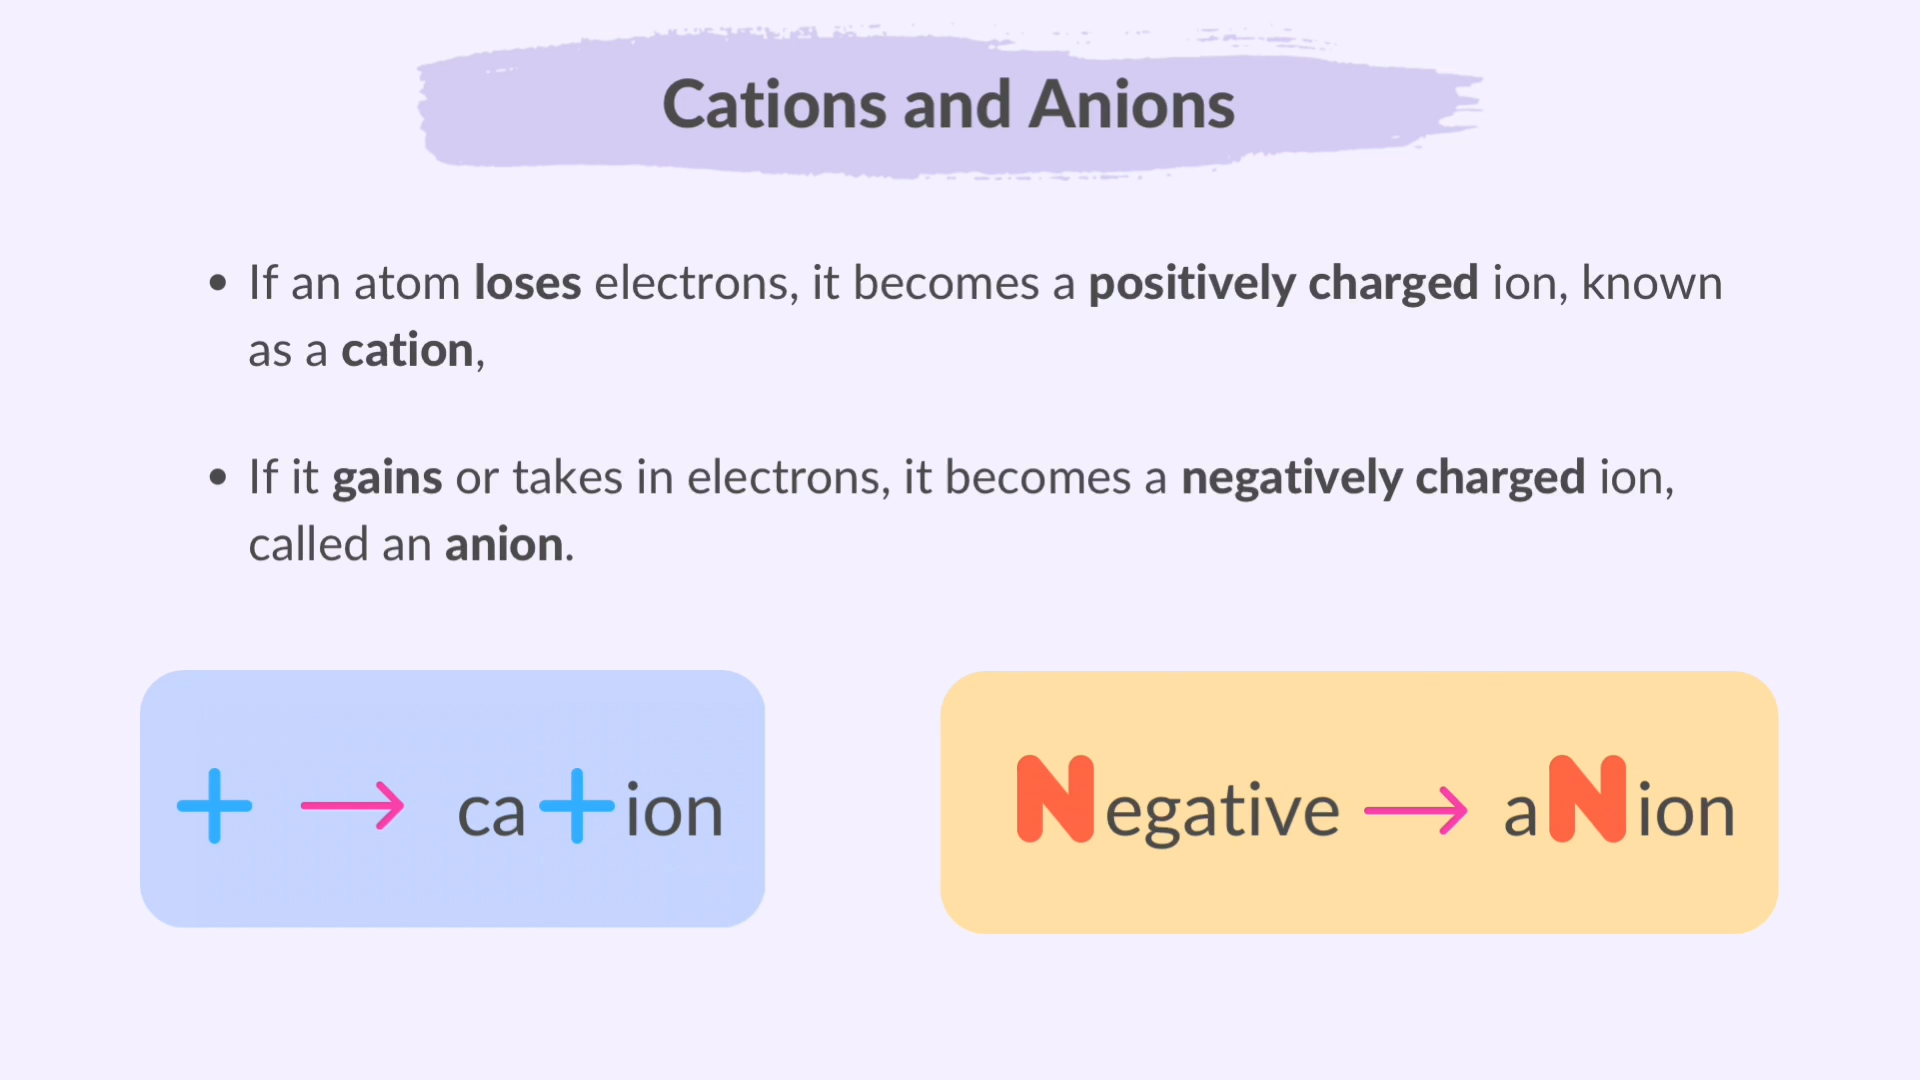 Cations and Anions
• If an atom loses electrons, it becomes a positively charged ion, known
as a cation,
• If it gains or takes in electrons, it becomes a negatively charged ion,
called an anion.
+ → ca+ion
Negative → aNion